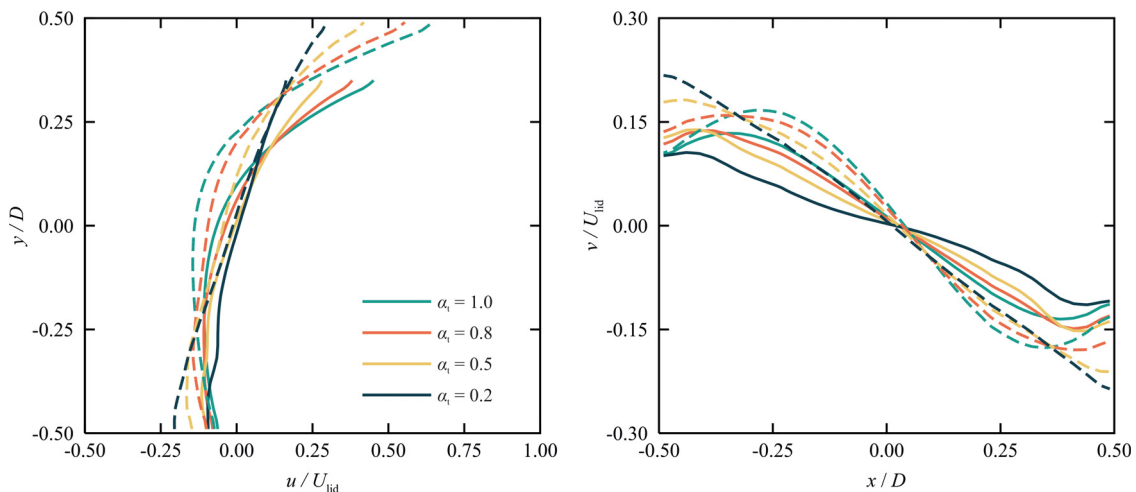 0.50
0.25
0.00
-0.25
-0.50
y / D
-0.50 -0.25 0.00 0.25 0.50 0.75 1.00
u / U_lid
α_t = 1.0
α_t = 0.8
α_t = 0.5
α_t = 0.2
0.30
0.15
0.00
-0.15
-0.30
v / U_lid
-0.50 -0.25 0.00 0.25 0.50
x / D